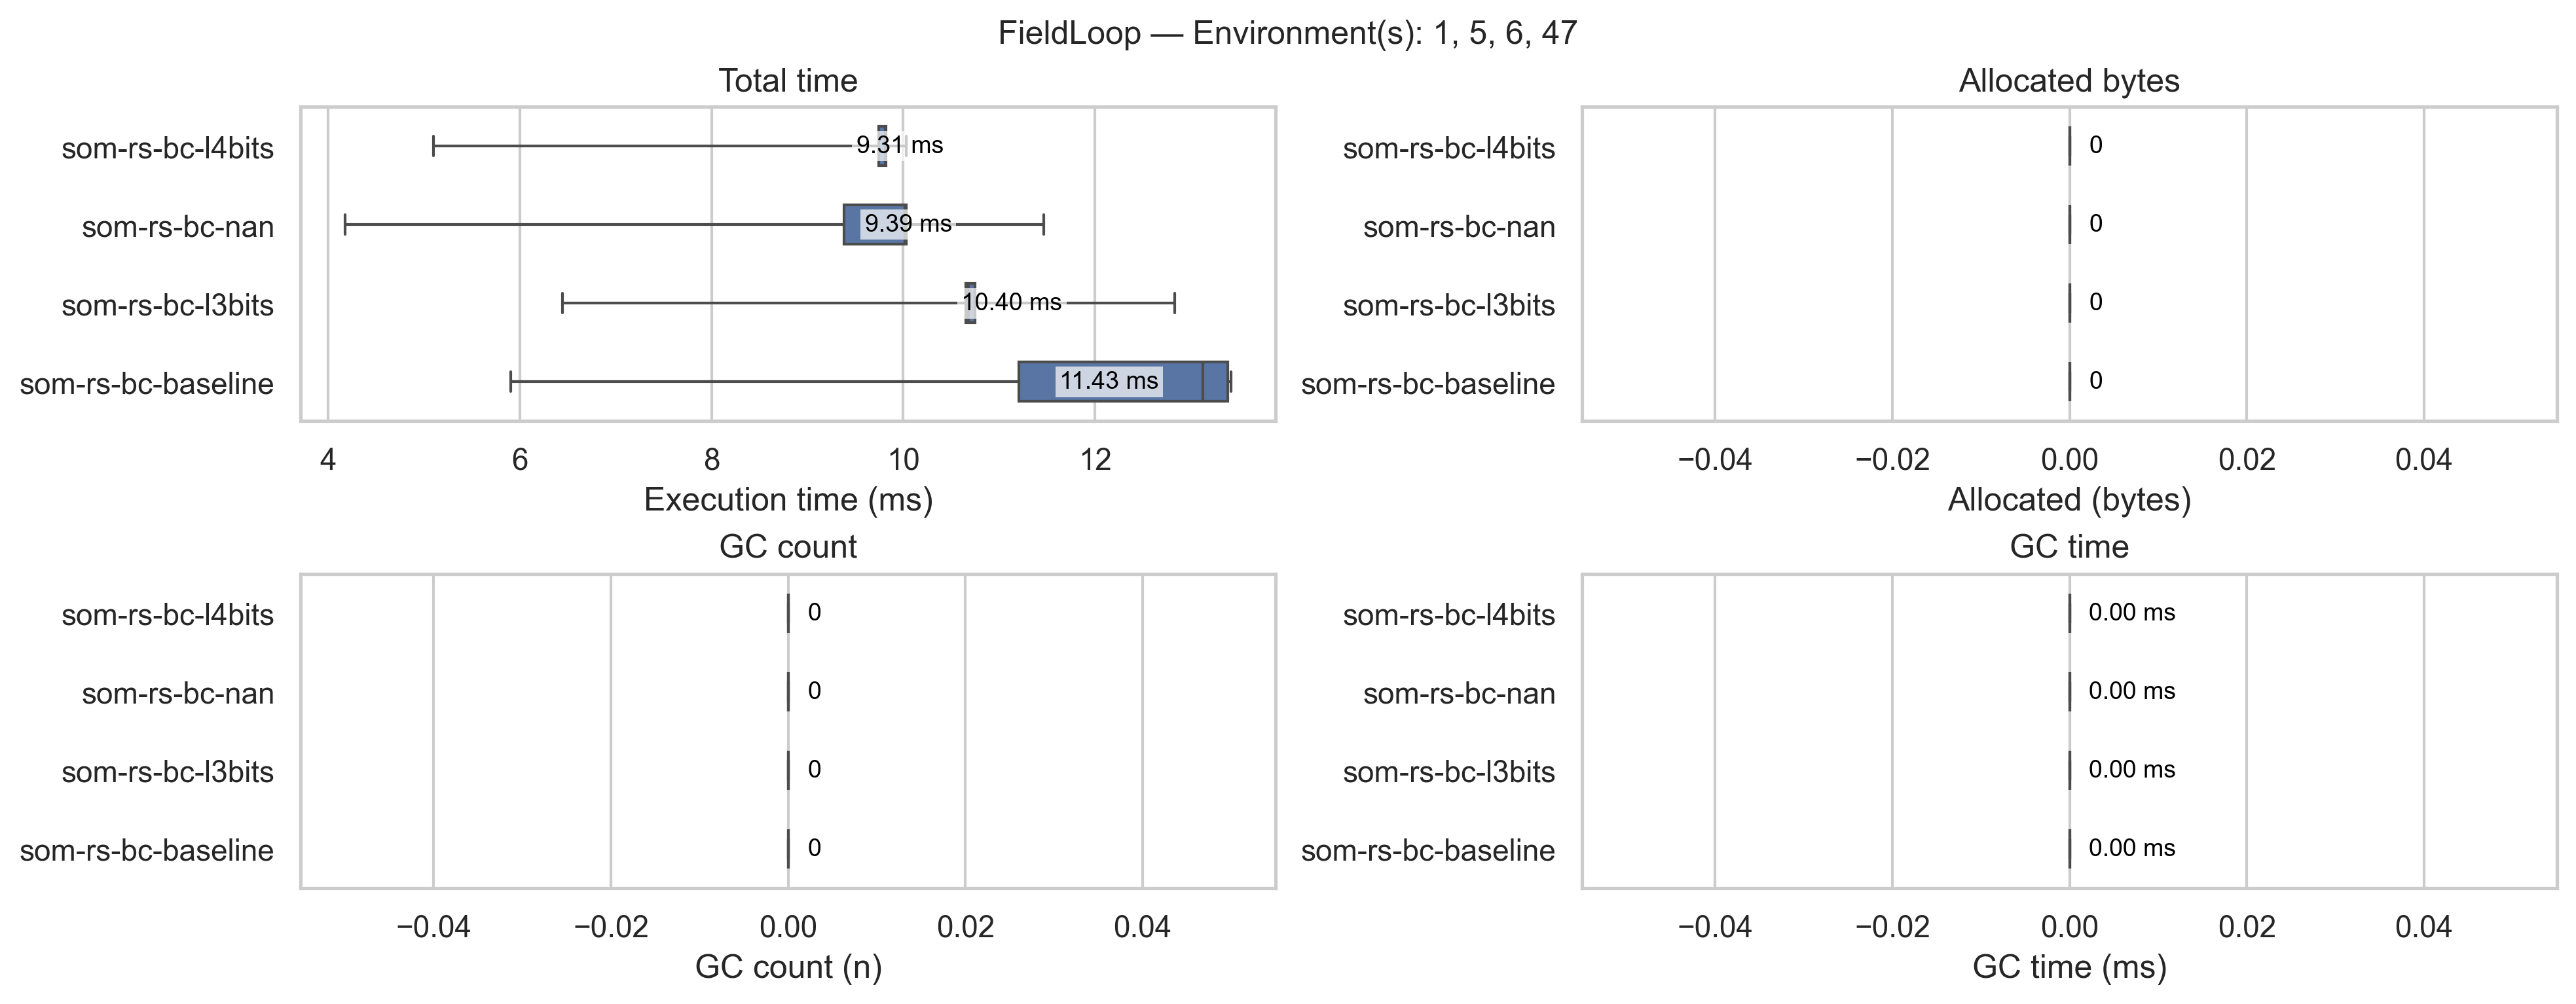 FieldLoop — Environment(s): 1, 5, 6, 47
Total time
som-rs-bc-l4bits
9.31 ms
som-rs-bc-nan
9.39 ms
som-rs-bc-l3bits
10.40 ms
som-rs-bc-baseline
11.43 ms
4 6 8 10 12
Execution time (ms)
Allocated bytes
som-rs-bc-l4bits
0
som-rs-bc-nan
0
som-rs-bc-l3bits
0
som-rs-bc-baseline
0
−0.04 −0.02 0.00 0.02 0.04
Allocated (bytes)
GC count
som-rs-bc-l4bits
0
som-rs-bc-nan
0
som-rs-bc-l3bits
0
som-rs-bc-baseline
0
−0.04 −0.02 0.00 0.02 0.04
GC count (n)
GC time
som-rs-bc-l4bits
0.00 ms
som-rs-bc-nan
0.00 ms
som-rs-bc-l3bits
0.00 ms
som-rs-bc-baseline
0.00 ms
−0.04 −0.02 0.00 0.02 0.04
GC time (ms)